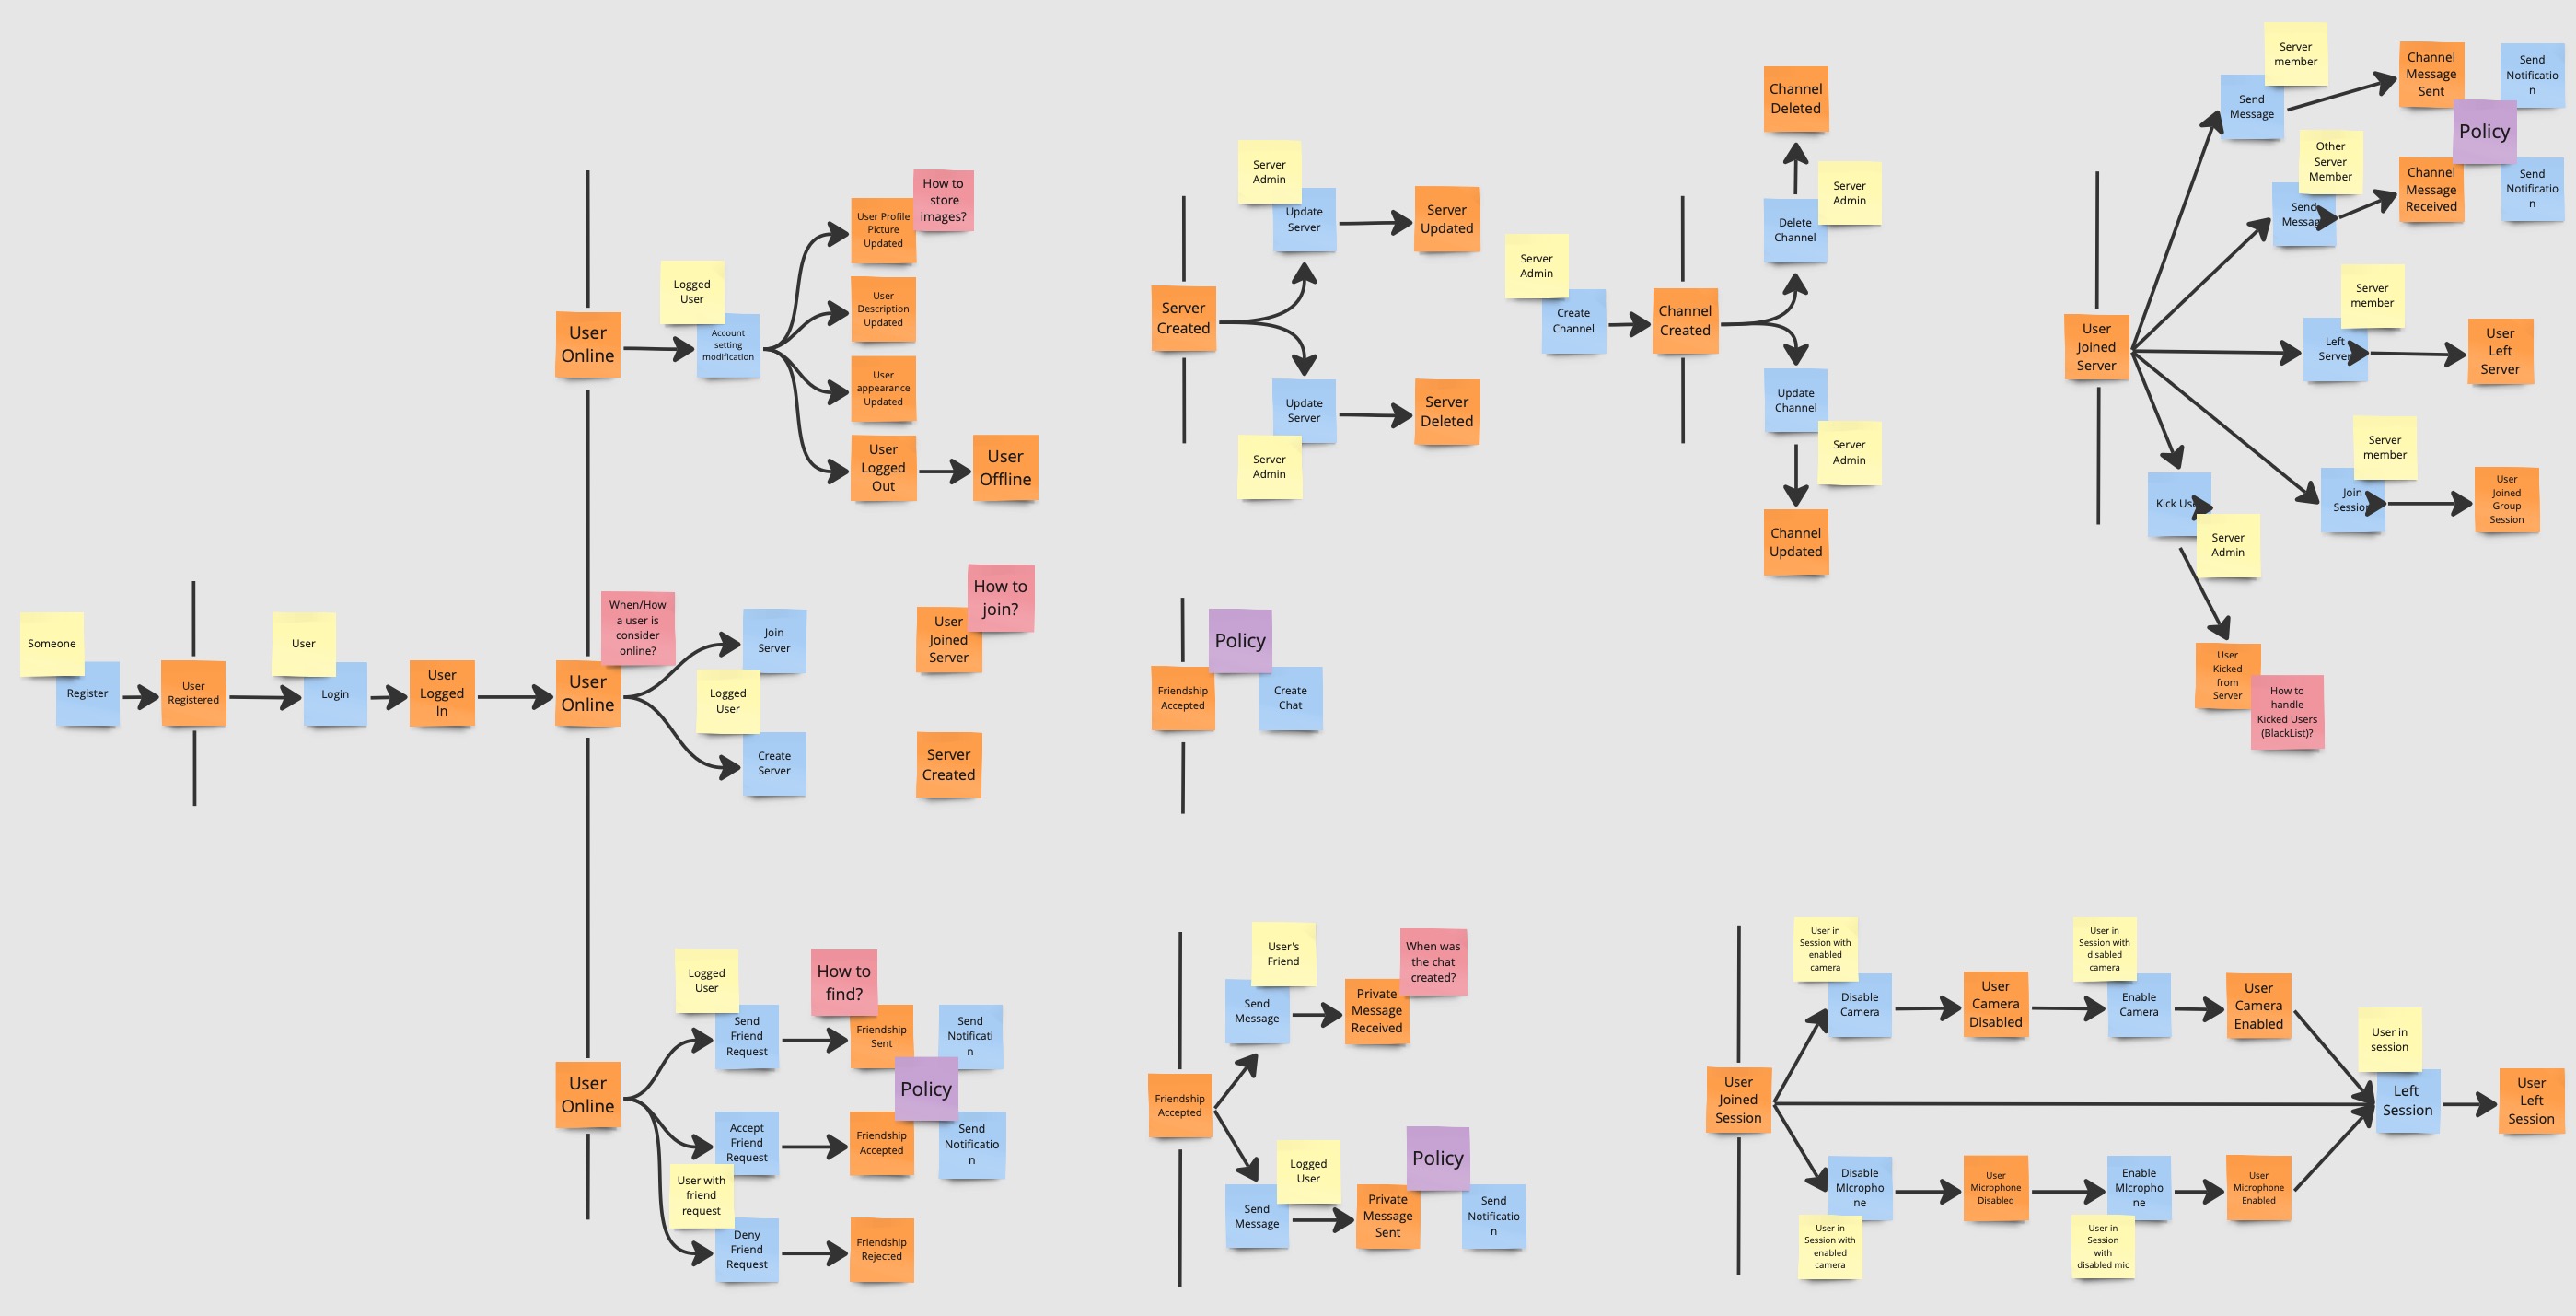 Someone
Register
User
Registered
User
Login
User
Logged
In
User
Online
Logged
User
Account
setting
modification
User Profile
Picture
Updated
How to
store
images?
User
Description
Updated
User
appearance
Updated
User
Logged
Out
User
Offline
When/How
a user is
consider
online?
User
Online
Join
Server
Logged
User
Create
Server
User
Joined
Server
How to
join?
Server
Created
User
Online
Logged
User
Send
Friend
Request
How to
find?
Friendship
Sent
Send
Notificati
n
Policy
Accept
Friend
Request
Friendship
Accepted
Send
Notificatio
n
User with
friend
request
Deny
Friend
Request
Friendship
Rejected
Server
Created
Server
Admin
Update
Server
Server
Updated
Update
Server
Server
Admin
Server
Deleted
Server
Admin
Create
Channel
Channel
Created
Channel
Deleted
Delete
Channel
Server
Admin
Update
Channel
Server
Admin
Channel
Updated
Friendship
Accepted
Policy
Create
Chat
Friendship
Accepted
User's
Friend
Send
Message
Private
Message
Received
When was
the chat
created?
Logged
User
Send
Message
Private
Message
Sent
Policy
Send
Notificatio
n
User
Joined
Server
Server
member
Send
Message
Channel
Message
Sent
Send
Notificatio
n
Policy
Other
Server
Member
Send
Message
Channel
Message
Received
Send
Notificatio
n
Server
member
Left
Server
User
Left
Server
Server
member
Join
Session
User
Joined
Group
Session
Kick User
Server
Admin
User
Kicked
from
Server
How to
handle
Kicked Users
(BlackList)?
User
Joined
Session
User in
Session with
enabled
camera
Disable
Camera
User
Camera
Disabled
User in
Session with
disabled
camera
Enable
Camera
User
Camera
Enabled
User in
session
Left
Session
User
Left
Session
Disable
MIcropho
ne
User in
Session with
enabled
camera
User
Microphone
Disabled
Enable
MIcropho
ne
User in
Session
with
disabled mic
User
Microphone
Enabled